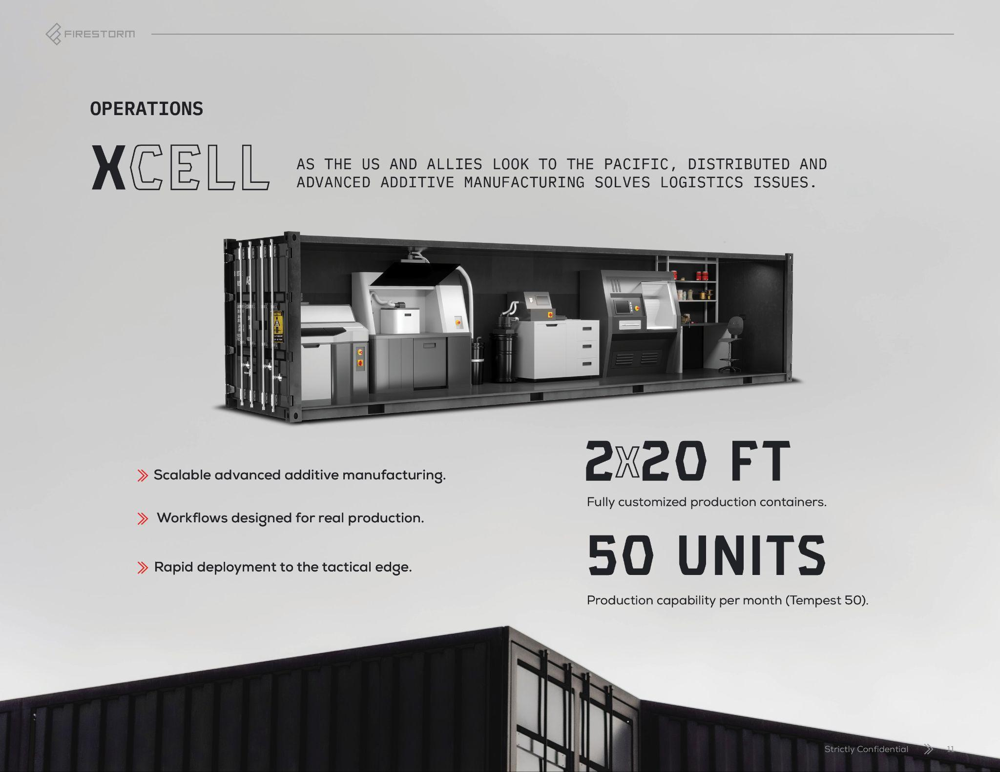 FIRESTORM
OPERATIONS
XCELL
AS THE US AND ALLIES LOOK TO THE PACIFIC, DISTRIBUTED AND
ADVANCED ADDITIVE MANUFACTURING SOLVES LOGISTICS ISSUES.
Scalable advanced additive manufacturing.
Workflows designed for real production.
Rapid deployment to the tactical edge.
2X20 FT
Fully customized production containers.
50 UNITS
Production capability per month (Tempest 50).
Strictly Confidential
11